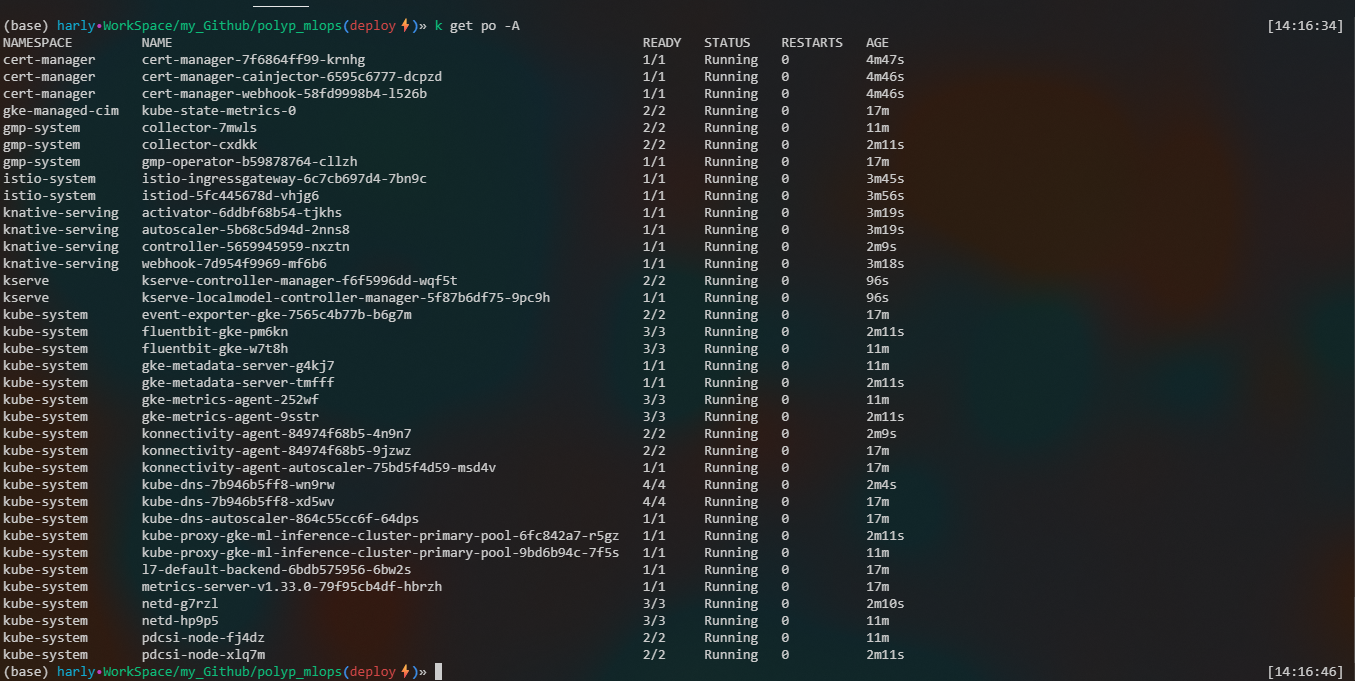 (base) harly•WorkSpace/my_Github/polyp_mlops(deploy⚡)» k get po -A [14:16:34]
NAMESPACE NAME READY STATUS RESTARTS AGE
cert-manager cert-manager-7f6864ff99-krnhg 1/1 Running 0 4m47s
cert-manager cert-manager-cainjector-6595c6777-dcpzd 1/1 Running 0 4m46s
cert-manager cert-manager-webhook-58fd9998b4-l526b 1/1 Running 0 4m46s
gke-managed-cim kube-state-metrics-0 2/2 Running 0 17m
gmp-system collector-7mwls 2/2 Running 0 11m
gmp-system collector-cxdkk 2/2 Running 0 2m11s
gmp-system gmp-operator-b59878764-cllzh 1/1 Running 0 17m
istio-system istio-ingressgateway-6c7cb697d4-7bn9c 1/1 Running 0 3m45s
istio-system istiod-5fc445678d-vhjg6 1/1 Running 0 3m56s
knative-serving activator-6ddbf68b54-tjkhs 1/1 Running 0 3m19s
knative-serving autoscaler-5b68c5d94d-2nns8 1/1 Running 0 3m19s
knative-serving controller-5659945959-nxztn 1/1 Running 0 2m9s
knative-serving webhook-7d954f9969-mf6b6 1/1 Running 0 3m18s
kserve kserve-controller-manager-f6f5996dd-wqf5t 2/2 Running 0 96s
kserve kserve-localmodel-controller-manager-5f87b6df75-9pc9h 1/1 Running 0 96s
kube-system event-exporter-gke-7565c4b77b-b6g7m 2/2 Running 0 17m
kube-system fluentbit-gke-pm6kn 3/3 Running 0 2m11s
kube-system fluentbit-gke-w7t8h 3/3 Running 0 11m
kube-system gke-metadata-server-g4kj7 1/1 Running 0 11m
kube-system gke-metadata-server-tmfff 1/1 Running 0 2m11s
kube-system gke-metrics-agent-252wf 3/3 Running 0 11m
kube-system gke-metrics-agent-9sstr 3/3 Running 0 2m11s
kube-system konnectivity-agent-84974f68b5-4n9n7 2/2 Running 0 2m9s
kube-system konnectivity-agent-84974f68b5-9jzwz 2/2 Running 0 17m
kube-system konnectivity-agent-autoscaler-75bd5f4d59-msd4v 1/1 Running 0 17m
kube-system kube-dns-7b946b5ff8-wn9rw 4/4 Running 0 2m4s
kube-system kube-dns-7b946b5ff8-xd5wv 4/4 Running 0 17m
kube-system kube-dns-autoscaler-864c55cc6f-64dps 1/1 Running 0 17m
kube-system kube-proxy-gke-ml-inference-cluster-primary-pool-6fc842a7-r5gz 1/1 Running 0 2m11s
kube-system kube-proxy-gke-ml-inference-cluster-primary-pool-9bd6b94c-7f5s 1/1 Running 0 11m
kube-system l7-default-backend-6bdb575956-6bw2s 1/1 Running 0 17m
kube-system metrics-server-v1.33.0-79f95cb4df-hbrzh 1/1 Running 0 17m
kube-system netd-g7rzl 3/3 Running 0 2m10s
kube-system netd-hp9p5 3/3 Running 0 11m
kube-system pdcsi-node-fj4dz 2/2 Running 0 11m
kube-system pdcsi-node-xlq7m 2/2 Running 0 2m11s
(base) harly•WorkSpace/my_Github/polyp_mlops(deploy⚡)» [14:16:46]